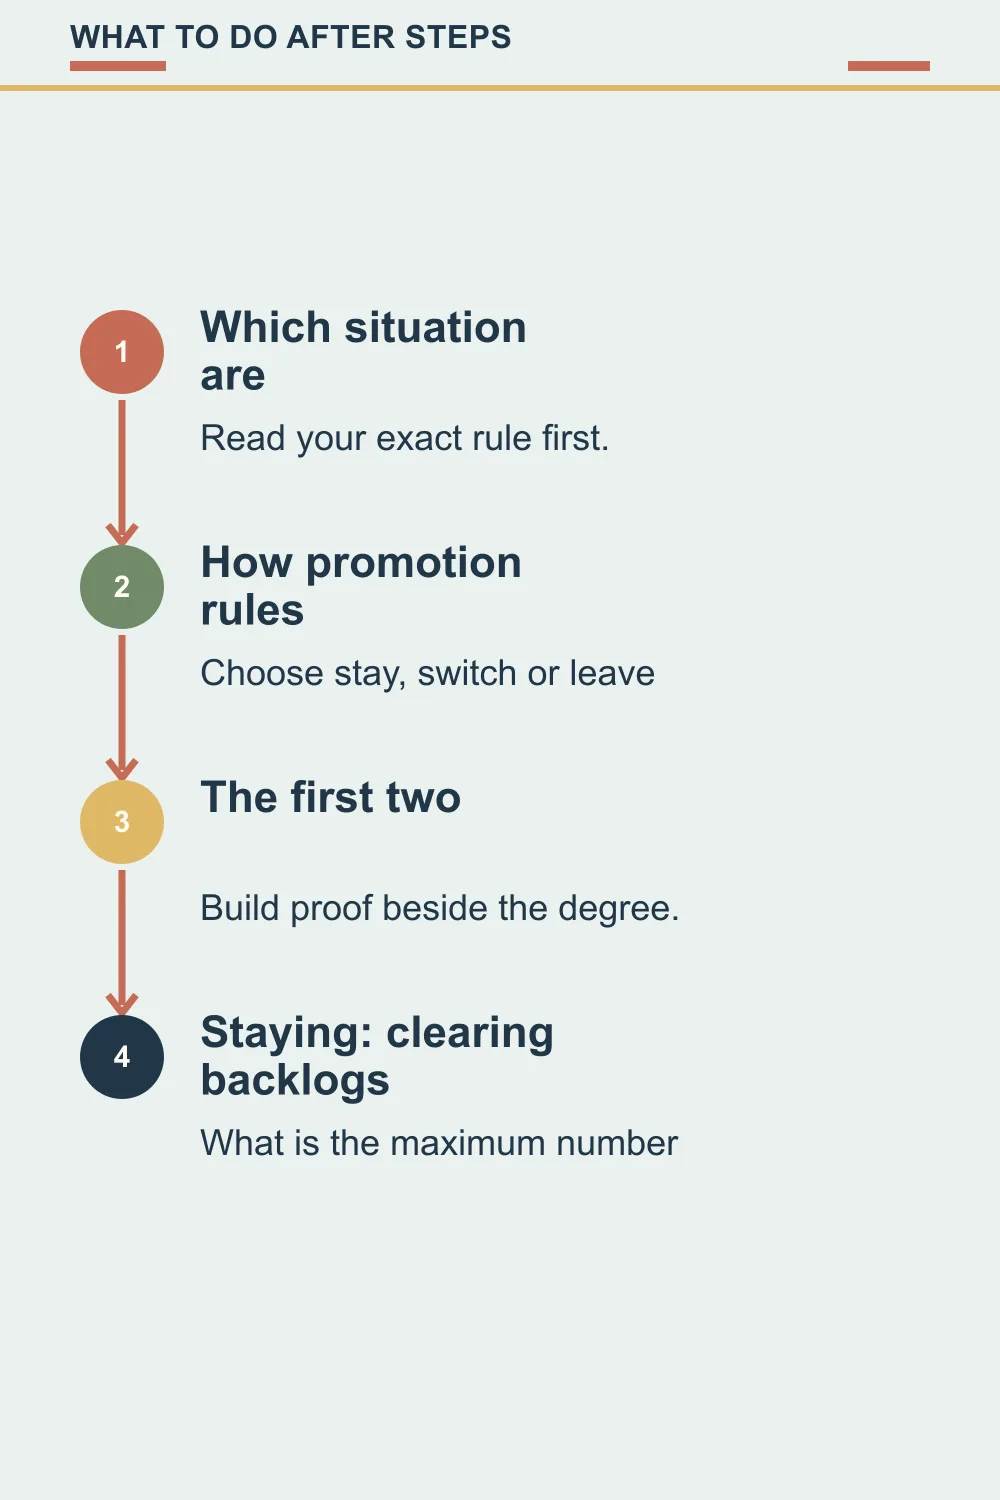 WHAT TO DO AFTER STEPS
1
Which situation
are
Read your exact rule first.
2
How promotion
rules
Choose stay, switch or leave
3
The first two
Build proof beside the degree.
4
Staying: clearing
backlogs
What is the maximum number